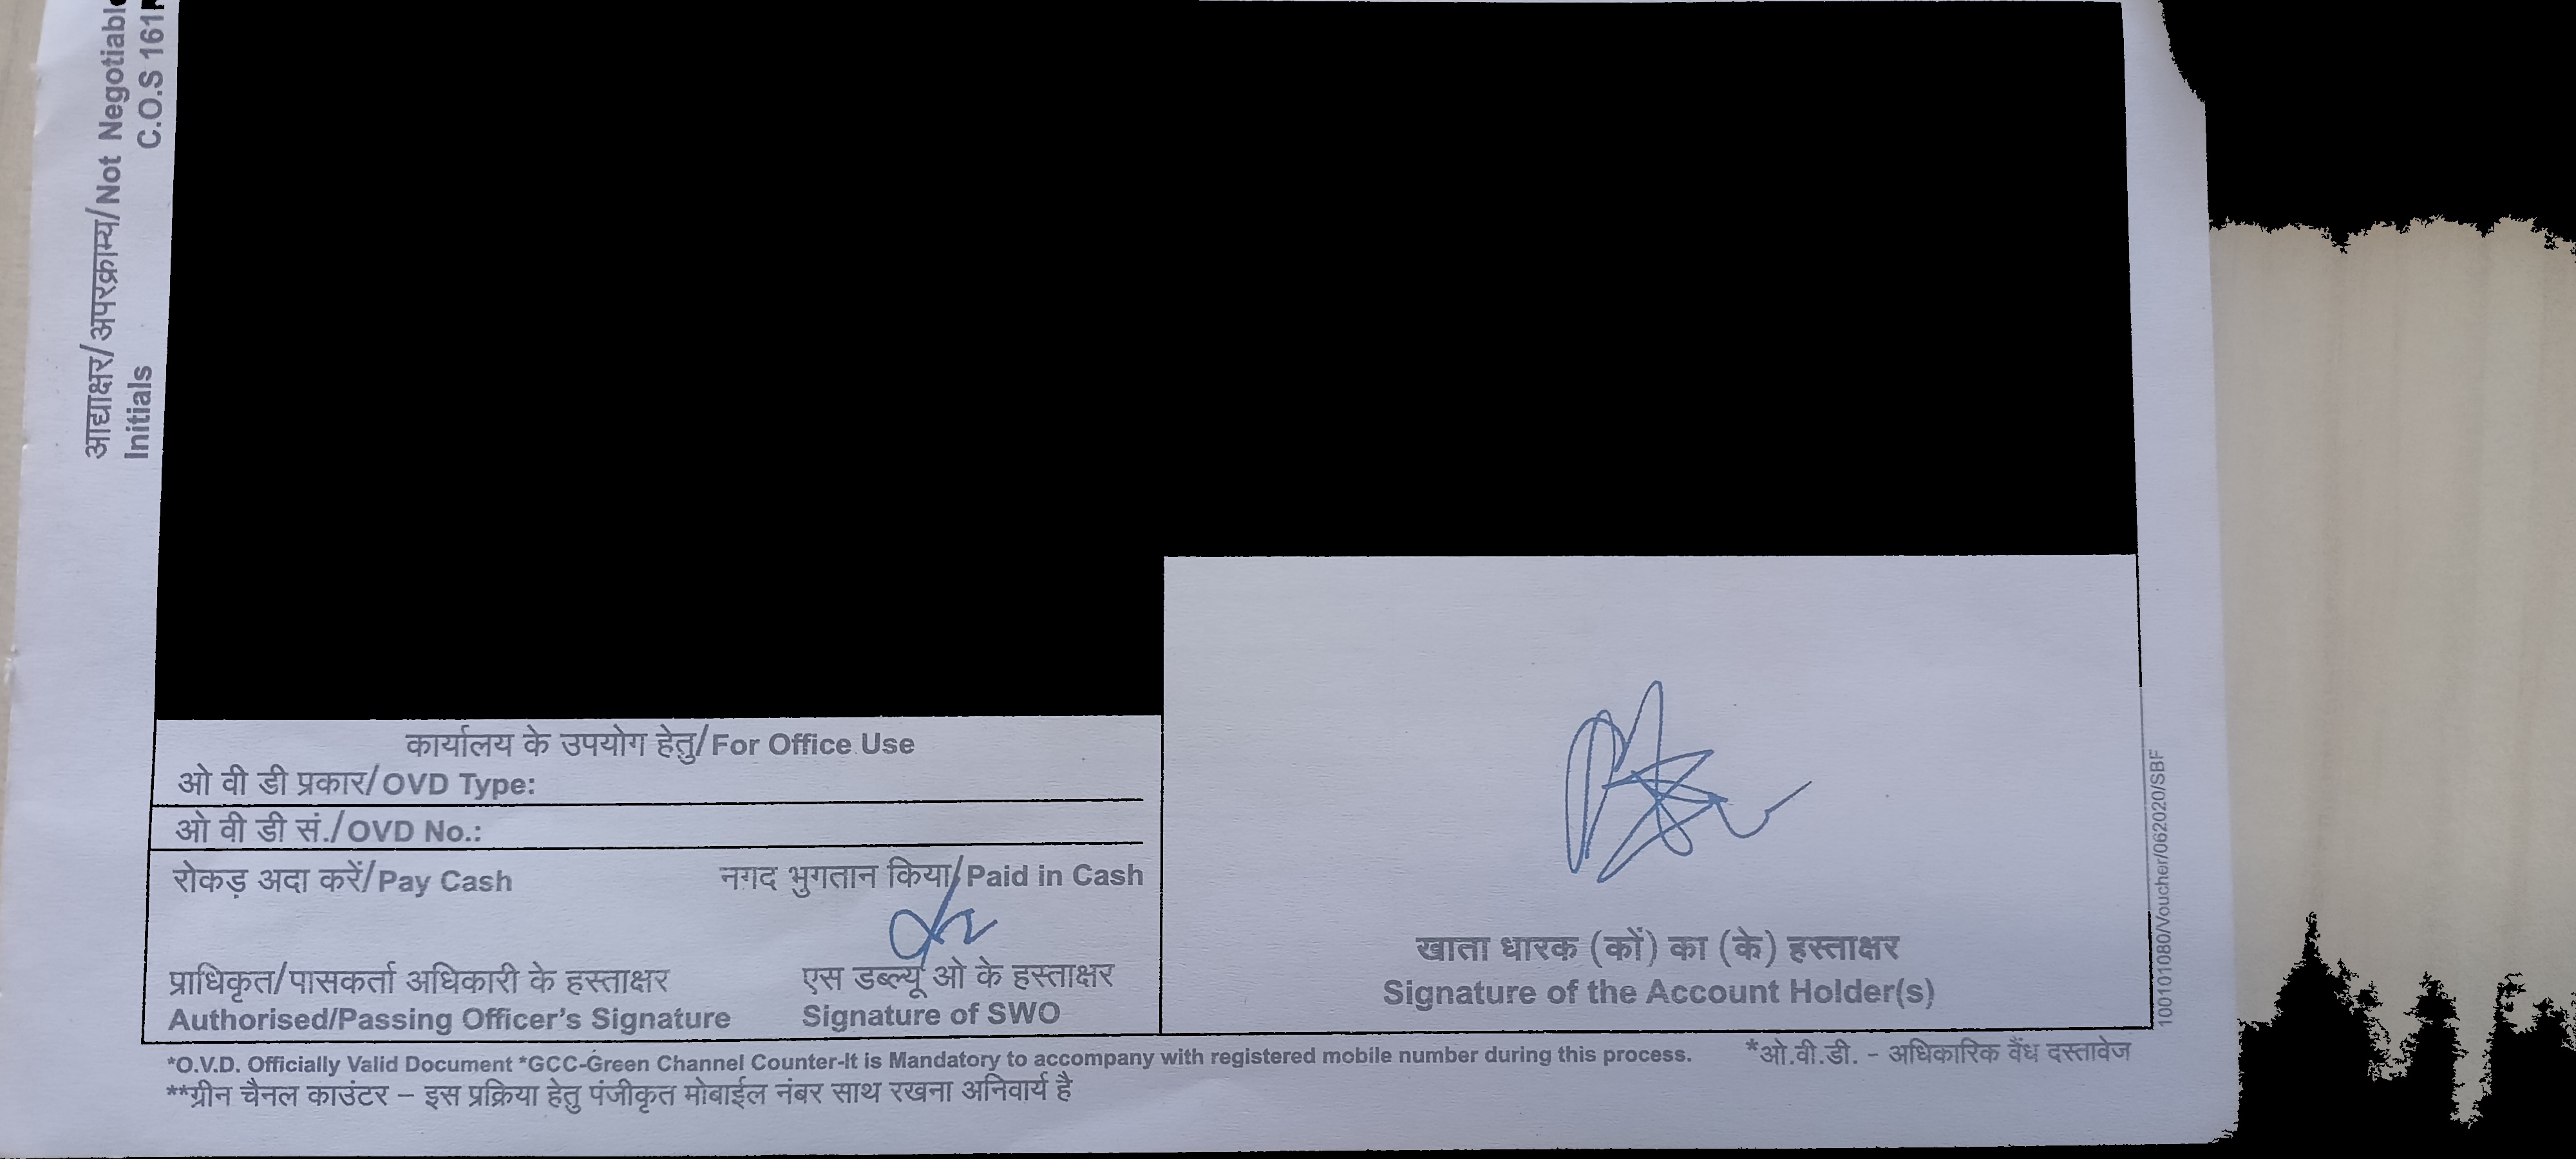 आद्याक्षर/अपरक्राम्य/Not Negotiable
Initials C.O.S 161
कार्यालय के उपयोग हेतु/For Office Use
ओ वी डी प्रकार/OVD Type:
ओ वी डी सं./OVD No.:
रोकड़ अदा करें/Pay Cash नगद भुगतान किया/Paid in Cash
प्राधिकृत/पासकर्ता अधिकारी के हस्ताक्षर एस डब्ल्यू ओ के हस्ताक्षर
Authorised/Passing Officer's Signature Signature of SWO
खाता धारक (कों) का (के) हस्ताक्षर
Signature of the Account Holder(s)
1001010080/Voucher/062020/SBF
*O.V.D. Officially Valid Document *GCC-Green Channel Counter-It is Mandatory to accompany with registered mobile number during this process. *ओ.वी.डी. – अधिकारिक वैंध दस्तावेज
**ग्रीन चैनल काउंटर – इस प्रक्रिया हेतु पंजीकृत मोबाईल नंबर साथ रखना अनिवार्य है